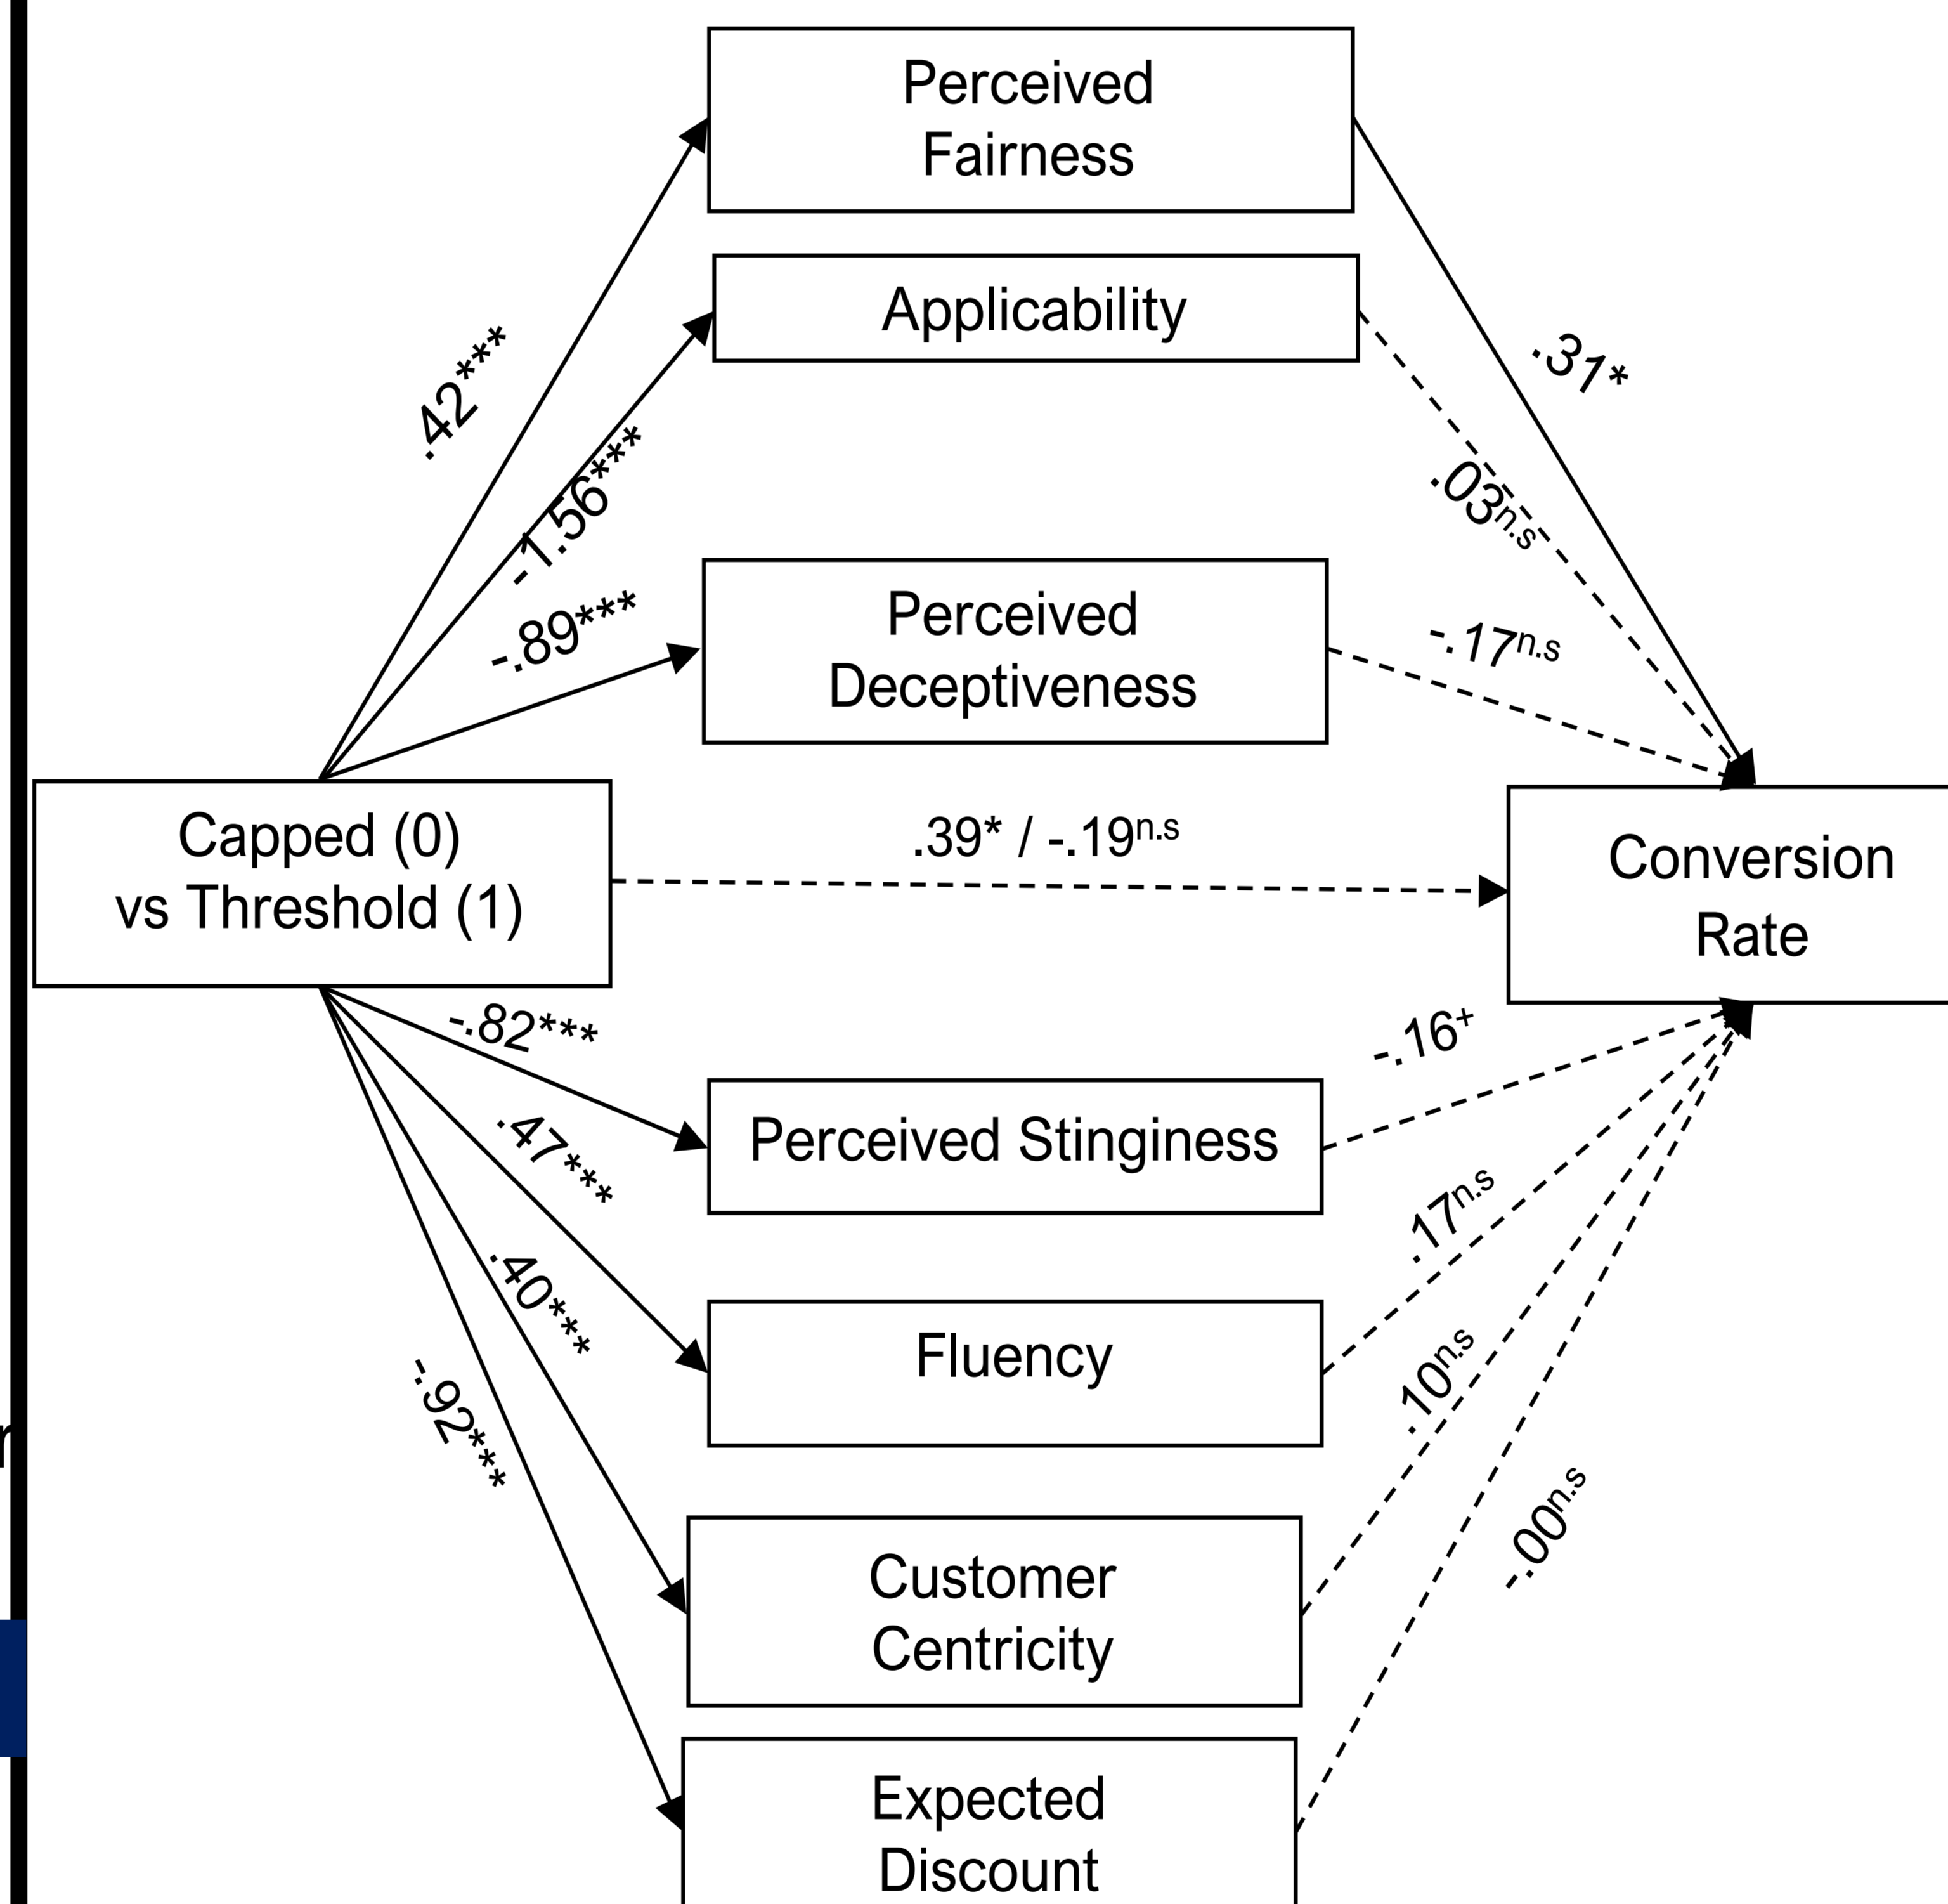 Perceived
Fairness
Applicability
.42***
.31*
-1.56***
.03n.s
Perceived
Deceptiveness
-.89***
-.17n.s
Capped (0)
vs Threshold (1)
.39* / -.19n.s
Conversion
Rate
-.82***
-.16+
Perceived Stinginess
.47***
.17n.s
Fluency
.40***
.10n.s
-.92***
-.00n.s
Customer
Centricity
Expected
Discount